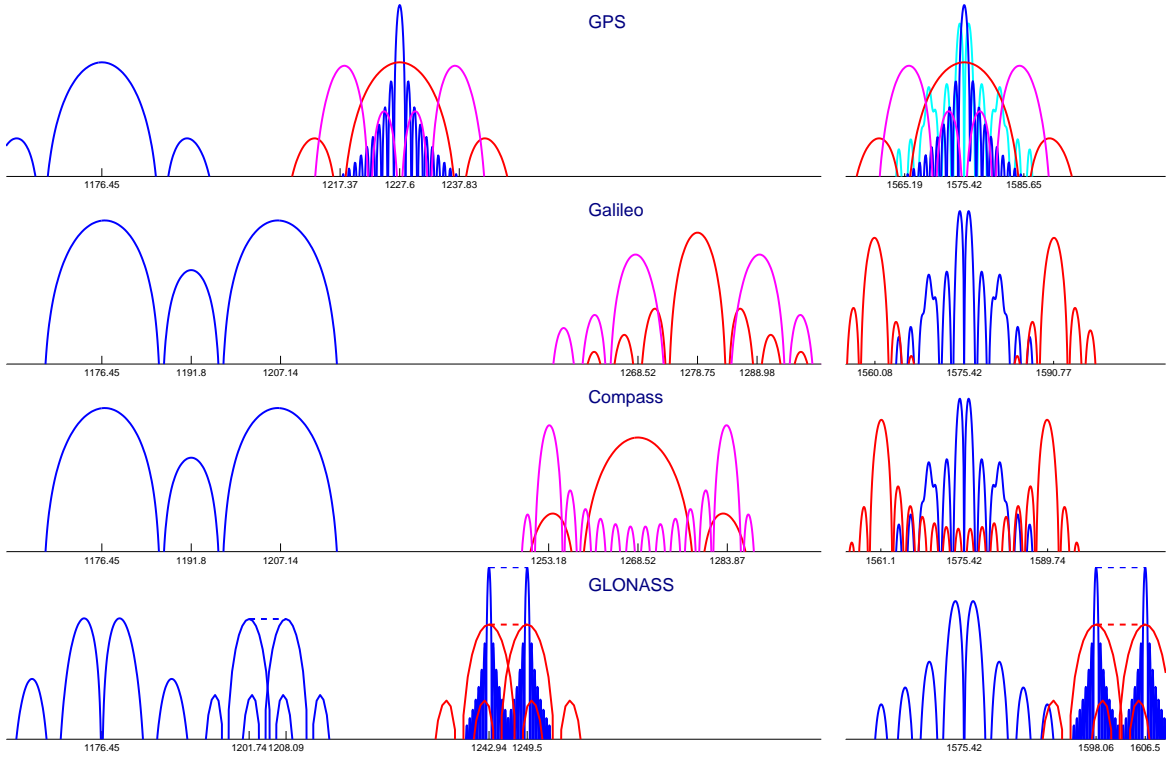 GPS
1176.45 1217.37 1227.6 1237.83 1565.19 1575.42 1585.65
Galileo
1176.45 1191.8 1207.14 1268.52 1278.75 1288.98 1560.08 1575.42 1590.77
Compass
1176.45 1191.8 1207.14 1253.18 1268.52 1283.87 1561.1 1575.42 1589.74
GLONASS
1176.45 1201.74 1208.09 1242.94 1249.5 1575.42 1598.06 1606.5